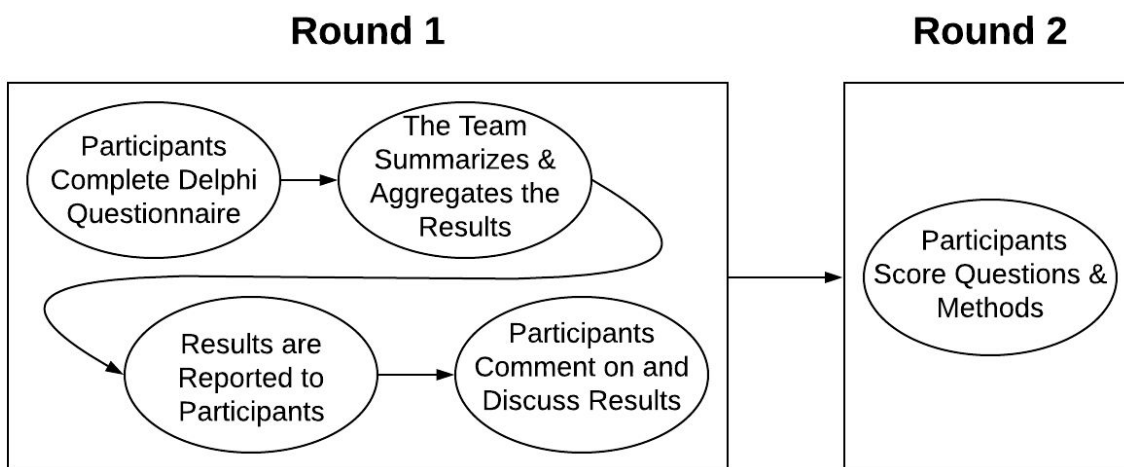 Round 1
Participants
Complete Delphi
Questionnaire
The Team
Summarizes &
Aggregates the
Results
Results are
Reported to
Participants
Participants
Comment on and
Discuss Results
Round 2
Participants
Score Questions &
Methods